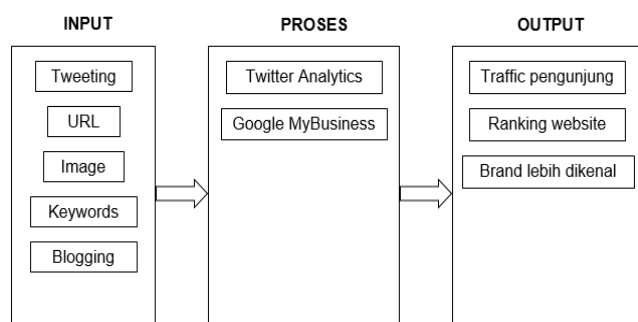 INPUT
Tweeting
URL
Image
Keywords
Blogging
PROSES
Twitter Analytics
Google MyBusiness
OUTPUT
Traffic pengunjung
Ranking website
Brand lebih dikenal